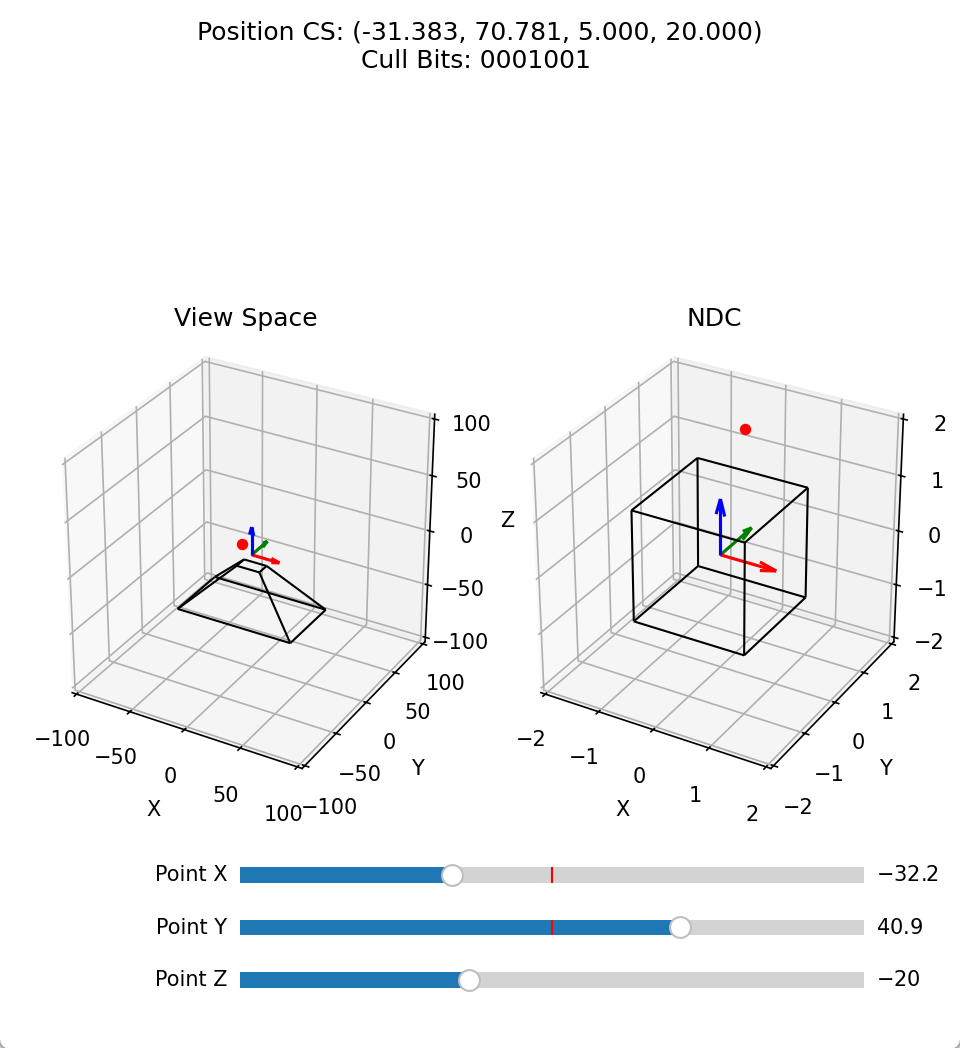 Position CS: (-31.383, 70.781, 5.000, 20.000)
Cull Bits: 0001001
View Space
NDC
100
50
0
−50
−100
Z
2
1
0
−1
−2
−100
−50
0
50
100
X
−100
−50
0
50
100
Y
−2
−1
0
1
2
X
−2
−1
0
1
2
Y
Point X −32.2
Point Y 40.9
Point Z −20